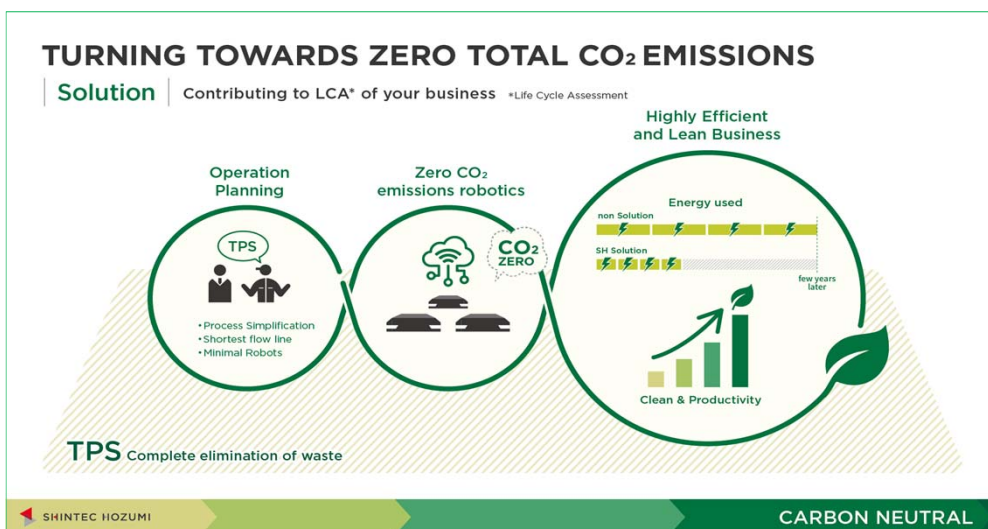 TURNING TOWARDS ZERO TOTAL CO₂ EMISSIONS
Solution
Contributing to LCA* of your business *Life Cycle Assessment
Operation
Planning
TPS
• Process Simplification
• Shortest flow line
• Minimal Robots
Zero CO₂
emissions robotics
CO₂
ZERO
Highly Efficient
and Lean Business
Energy used
non Solution
SH Solution
few years
later
Clean & Productivity
TPS Complete elimination of waste
SHINTEC HOZUMI
CARBON NEUTRAL